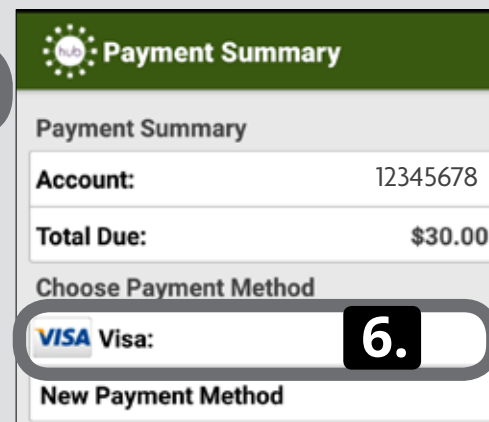 hub Payment Summary
Payment Summary
Account: 12345678
Total Due: $30.00
Choose Payment Method
VISA Visa: 6.
New Payment Method